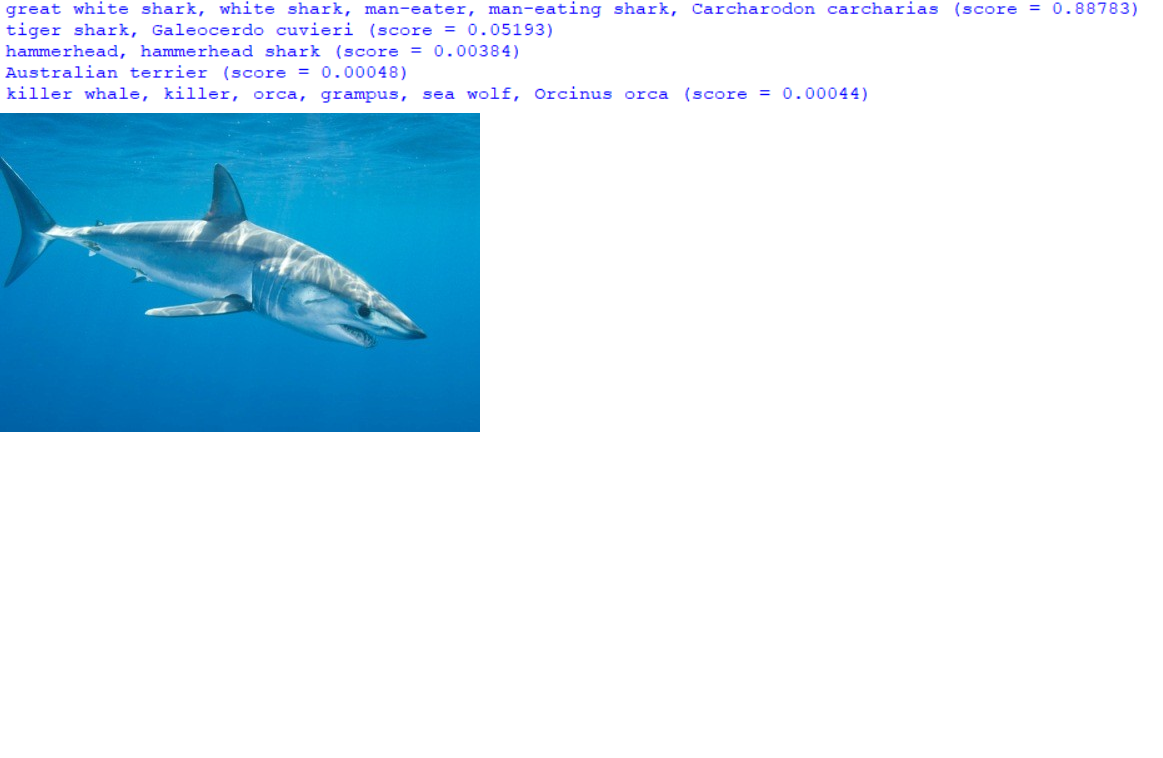 great white shark, white shark, man-eater, man-eating shark, Carcharodon carcharias (score = 0.88783)
tiger shark, Galeocerdo cuvieri (score = 0.05193)
hammerhead, hammerhead shark (score = 0.00384)
Australian terrier (score = 0.00048)
killer whale, killer, orca, grampus, sea wolf, Orcinus orca (score = 0.00044)